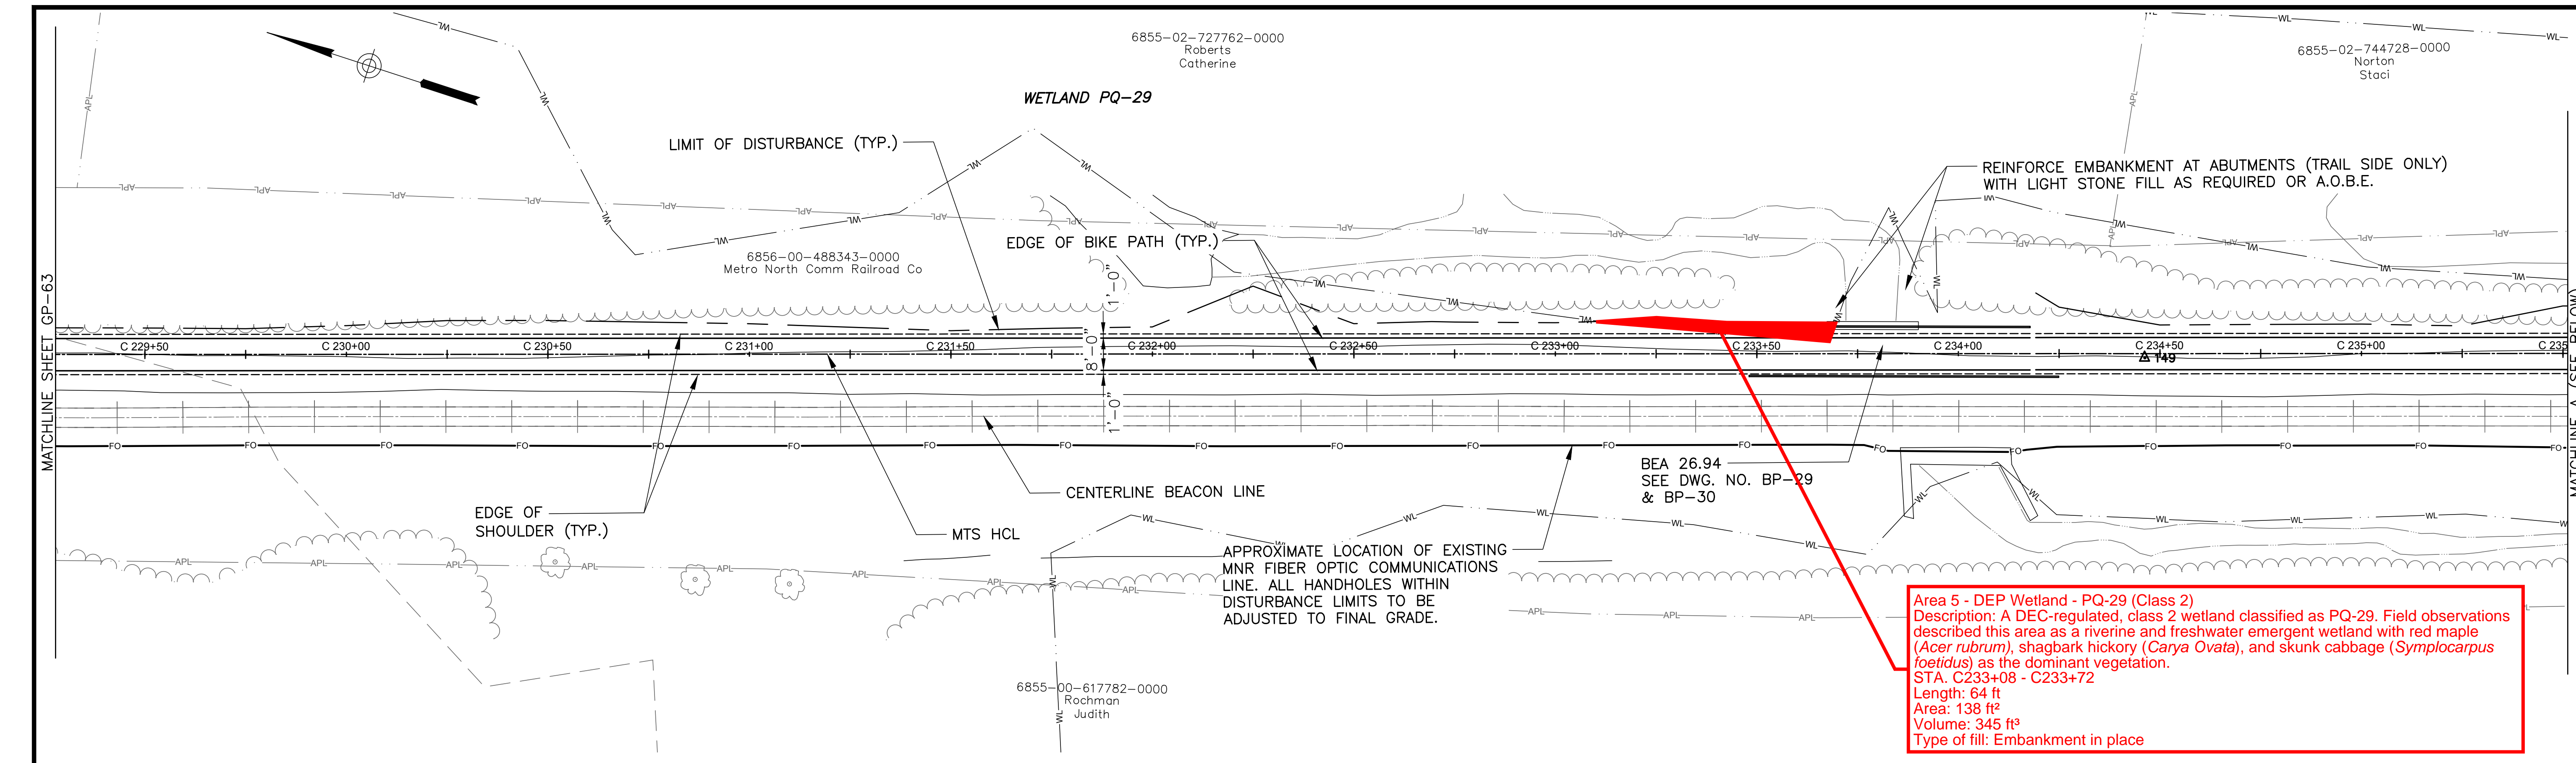 6855-02-727762-0000
Roberts
Catherine
6855-02-744728-0000
Norton
Staci
WETLAND PQ-29
LIMIT OF DISTURBANCE (TYP.)
REINFORCE EMBANKMENT AT ABUTMENTS (TRAIL SIDE ONLY)
WITH LIGHT STONE FILL AS REQUIRED OR A.O.B.E.
EDGE OF BIKE PATH (TYP.)
6856-00-488343-0000
Metro North Comm Railroad Co
MATCHLINE SHEET GP-63
1'-0"
8'-0"
1'-0"
C 229+50
C 230+00
C 230+50
C 231+00
C 231+50
C 232+00
C 232+50
C 233+00
C 233+50
C 234+00
C 234+50
C 235+00
C 235
149
MATCHLINE A (SEE BELOW)
BEA 26.94
SEE DWG. NO. BP-29
& BP-30
CENTERLINE BEACON LINE
EDGE OF
SHOULDER (TYP.)
MTS HCL
APPROXIMATE LOCATION OF EXISTING
MNR FIBER OPTIC COMMUNICATIONS
LINE. ALL HANDHOLES WITHIN
DISTURBANCE LIMITS TO BE
ADJUSTED TO FINAL GRADE.
6855-00-617782-0000
Rochman
Judith
Area 5 - DEP Wetland - PQ-29 (Class 2)
Description: A DEC-regulated, class 2 wetland classified as PQ-29. Field observations
described this area as a riverine and freshwater emergent wetland with red maple
(Acer rubrum), shagbark hickory (Carya Ovata), and skunk cabbage (Symplocarpus
foetidus) as the dominant vegetation.
STA. C233+08 - C233+72
Length: 64 ft
Area: 138 ft²
Volume: 345 ft³
Type of fill: Embankment in place
APL
WL
FO